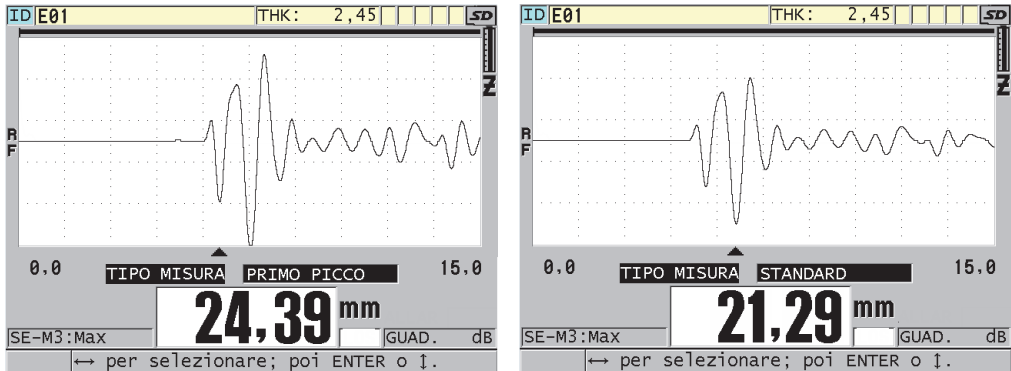 ID E01 THK: 2,45 SD
Z
R
F
0,0 15,0
TIPO MISURA PRIMO PICCO
24,39 mm
SE-M3:Max GUAD. dB
↔ per selezionare; poi ENTER o ↕.
ID E01 THK: 2,45 SD
Z
R
F
0,0 15,0
TIPO MISURA STANDARD
21,29 mm
SE-M3:Max GUAD. dB
↔ per selezionare; poi ENTER o ↕.